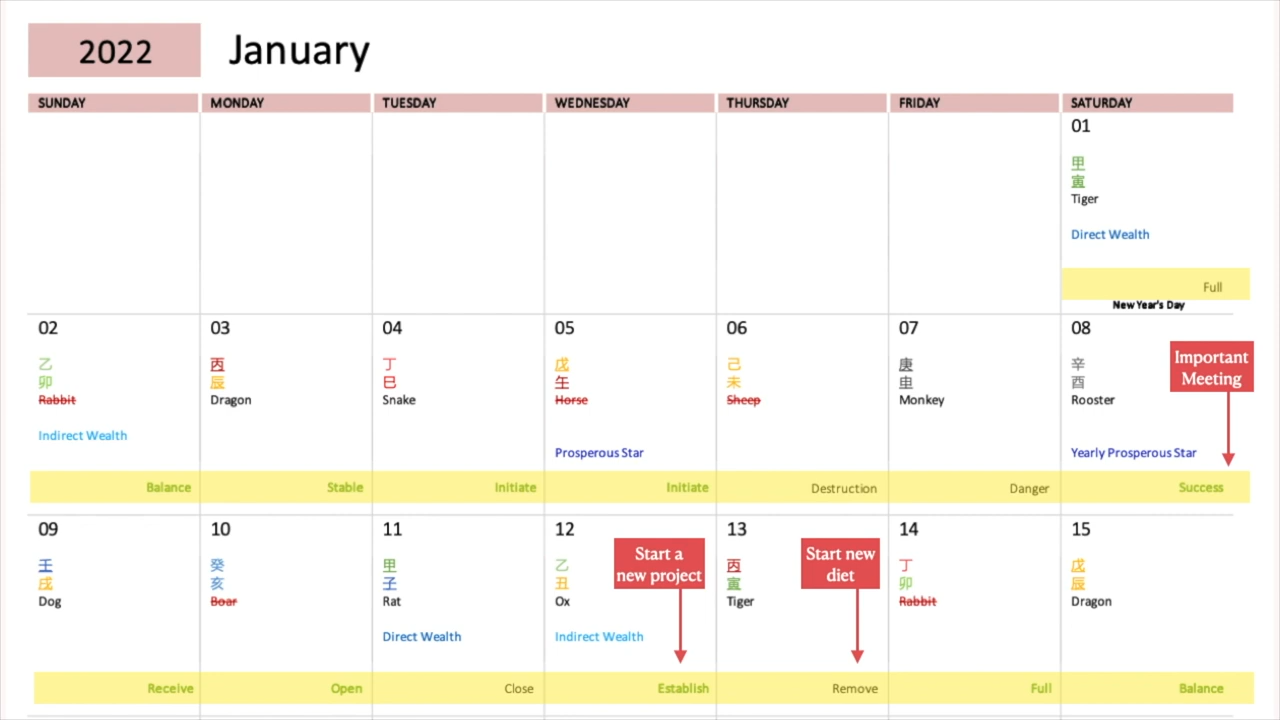 2022
January
SUNDAY MONDAY TUESDAY WEDNESDAY THURSDAY FRIDAY SATURDAY
01
甲
寅
Tiger
Direct Wealth
Full
New Year's Day
02
乙
卯
Rabbit
Indirect Wealth
Balance
03
丙
辰
Dragon
Stable
04
丁
巳
Snake
Initiate
05
戊
午
Horse
Prosperous Star
Initiate
06
己
未
Sheep
Destruction
07
庚
申
Monkey
Danger
08
辛
酉
Rooster
Important
Meeting
Yearly Prosperous Star
Success
09
壬
戌
Dog
Receive
10
癸
亥
Boar
Open
11
甲
子
Rat
Direct Wealth
Close
12
乙
丑
Ox
Start a
new project
Indirect Wealth
Establish
13
丙
寅
Tiger
Start new
diet
Remove
14
丁
卯
Rabbit
Full
15
戊
辰
Dragon
Balance